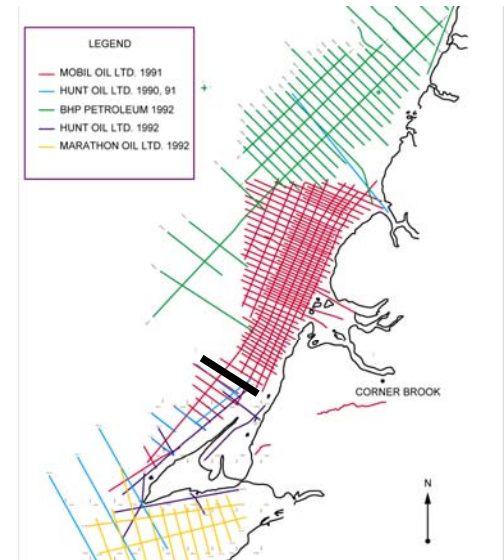 LEGEND
MOBIL OIL LTD. 1991
HUNT OIL LTD. 1990, 91
BHP PETROLEUM 1992
HUNT OIL LTD. 1992
MARATHON OIL LTD. 1992
CORNER BROOK
N